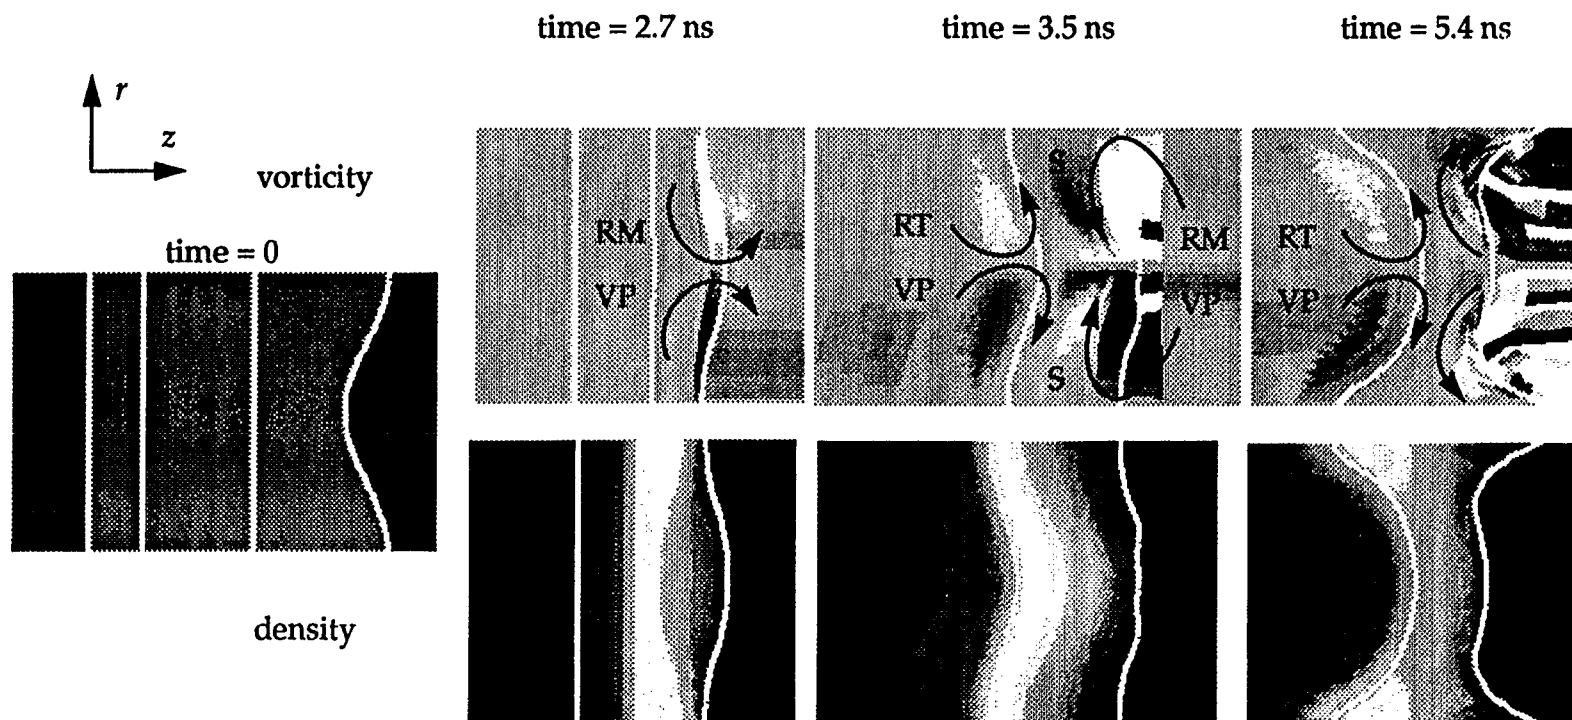 time = 2.7 ns
time = 3.5 ns
time = 5.4 ns
r
z
vorticity
time = 0
RM
VP
RT
VP
S
S
RM
VP
RT
VP
density